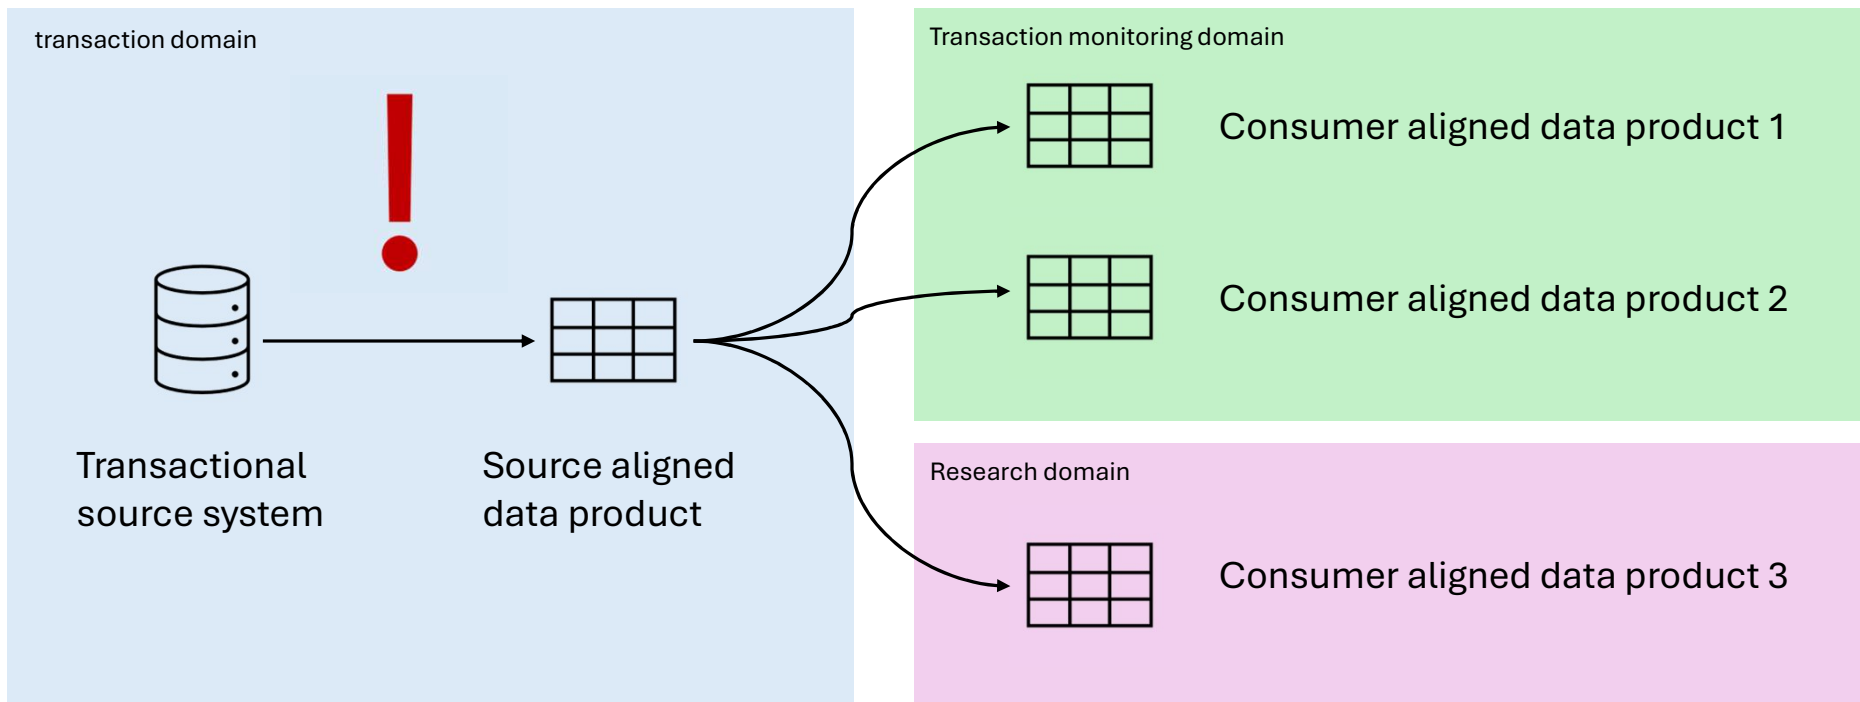 transaction domain
Transactional
source system
Source aligned
data product
Transaction monitoring domain
Consumer aligned data product 1
Consumer aligned data product 2
Research domain
Consumer aligned data product 3